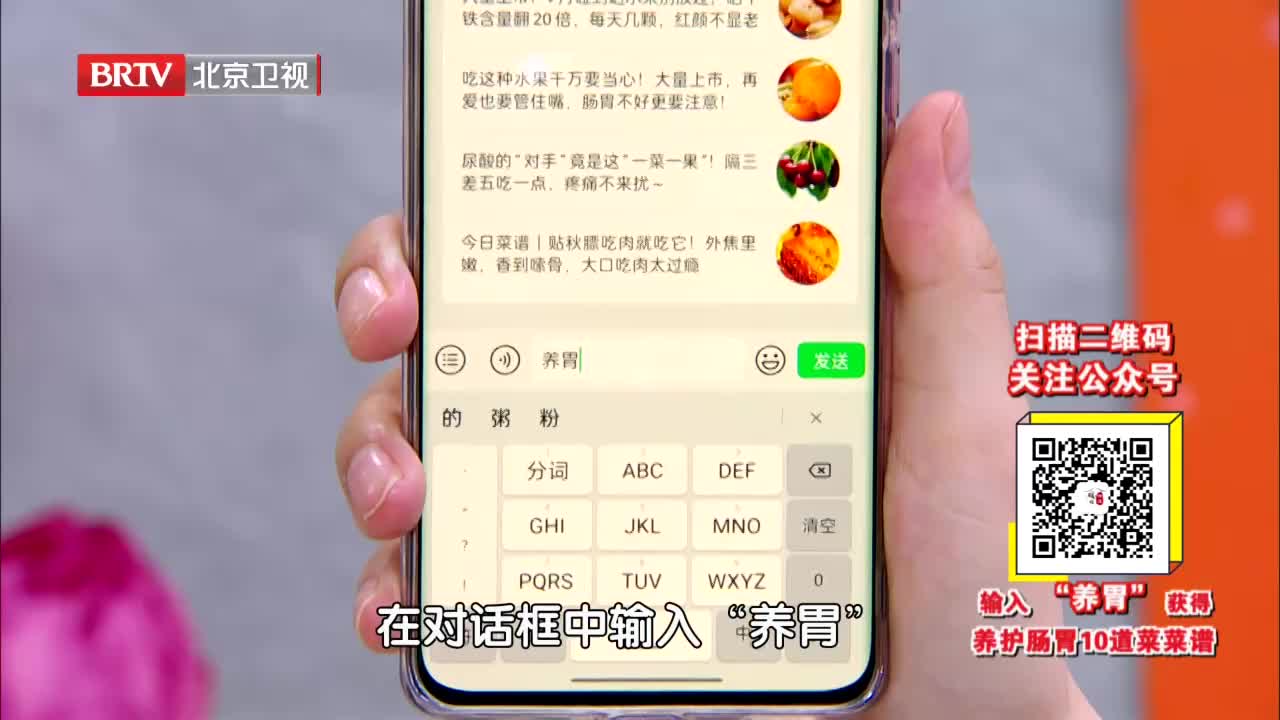 BRTV 北京卫视
铁含量翻20倍，每天几颗，红颜不显老
吃这种水果千万要当心！大量上市，再
爱也要管住嘴，肠胃不好更要注意！
尿酸的“对手”竟是这“一菜一果”！隔三
差五吃一点，疼痛不来扰~
今日菜谱丨贴秋膘吃肉就吃它！外焦里
嫩，香到嗦骨，大口吃肉太过瘾
养胃
发送
的 粥 粉
分词 ABC DEF
GHI JKL MNO 清空
PQRS TUV WXYZ 0
在对话框中输入“养胃”
扫描二维码
关注公众号
输入“养胃”获得
养护肠胃10道菜菜谱